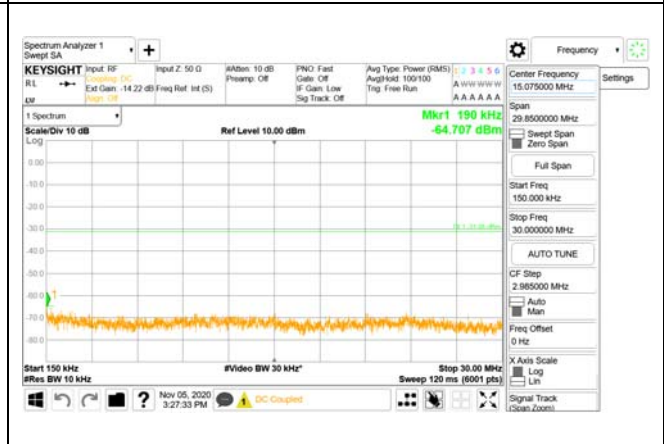 Spectrum Analyzer 1
Swept SA
Frequency
KEYSIGHT
RL
Input: RF
Coupling: DC
Ext Gain: -14.22 dB
Align: Off
Input Z: 50 Ω
Freq Ref: Int (S)
#Atten: 10 dB
Preamp: Off
PNO: Fast
Gate: Off
IF Gain: Low
Sig Track: Off
Avg Type: Power (RMS)
Avg|Hold: 100/100
Trig: Free Run
1 2 3 4 5 6
A W W W W W
A A A A A A
1 Spectrum
Scale/Div 10 dB
Log
Ref Level 10.00 dBm
Mkr1 190 kHz
-64.707 dBm
0.00
-10.0
-20.0
-30.0
-40.0
-50.0
-60.0
-70.0
-80.0
1
Start 150 kHz
#Res BW 10 kHz
#Video BW 30 kHz*
Stop 30.00 MHz
Sweep 120 ms (6001 pts)
Nov 05, 2020
3:27:33 PM
DC Coupled
Center Frequency
15.075000 MHz
Settings
Span
29.8500000 MHz
Swept Span
Zero Span
Full Span
Start Freq
150.000 kHz
Stop Freq
30.000000 MHz
AUTO TUNE
CF Step
2.985000 MHz
Auto
Man
Freq Offset
0 Hz
X Axis Scale
Log
Lin
Signal Track
(Span Zoom)